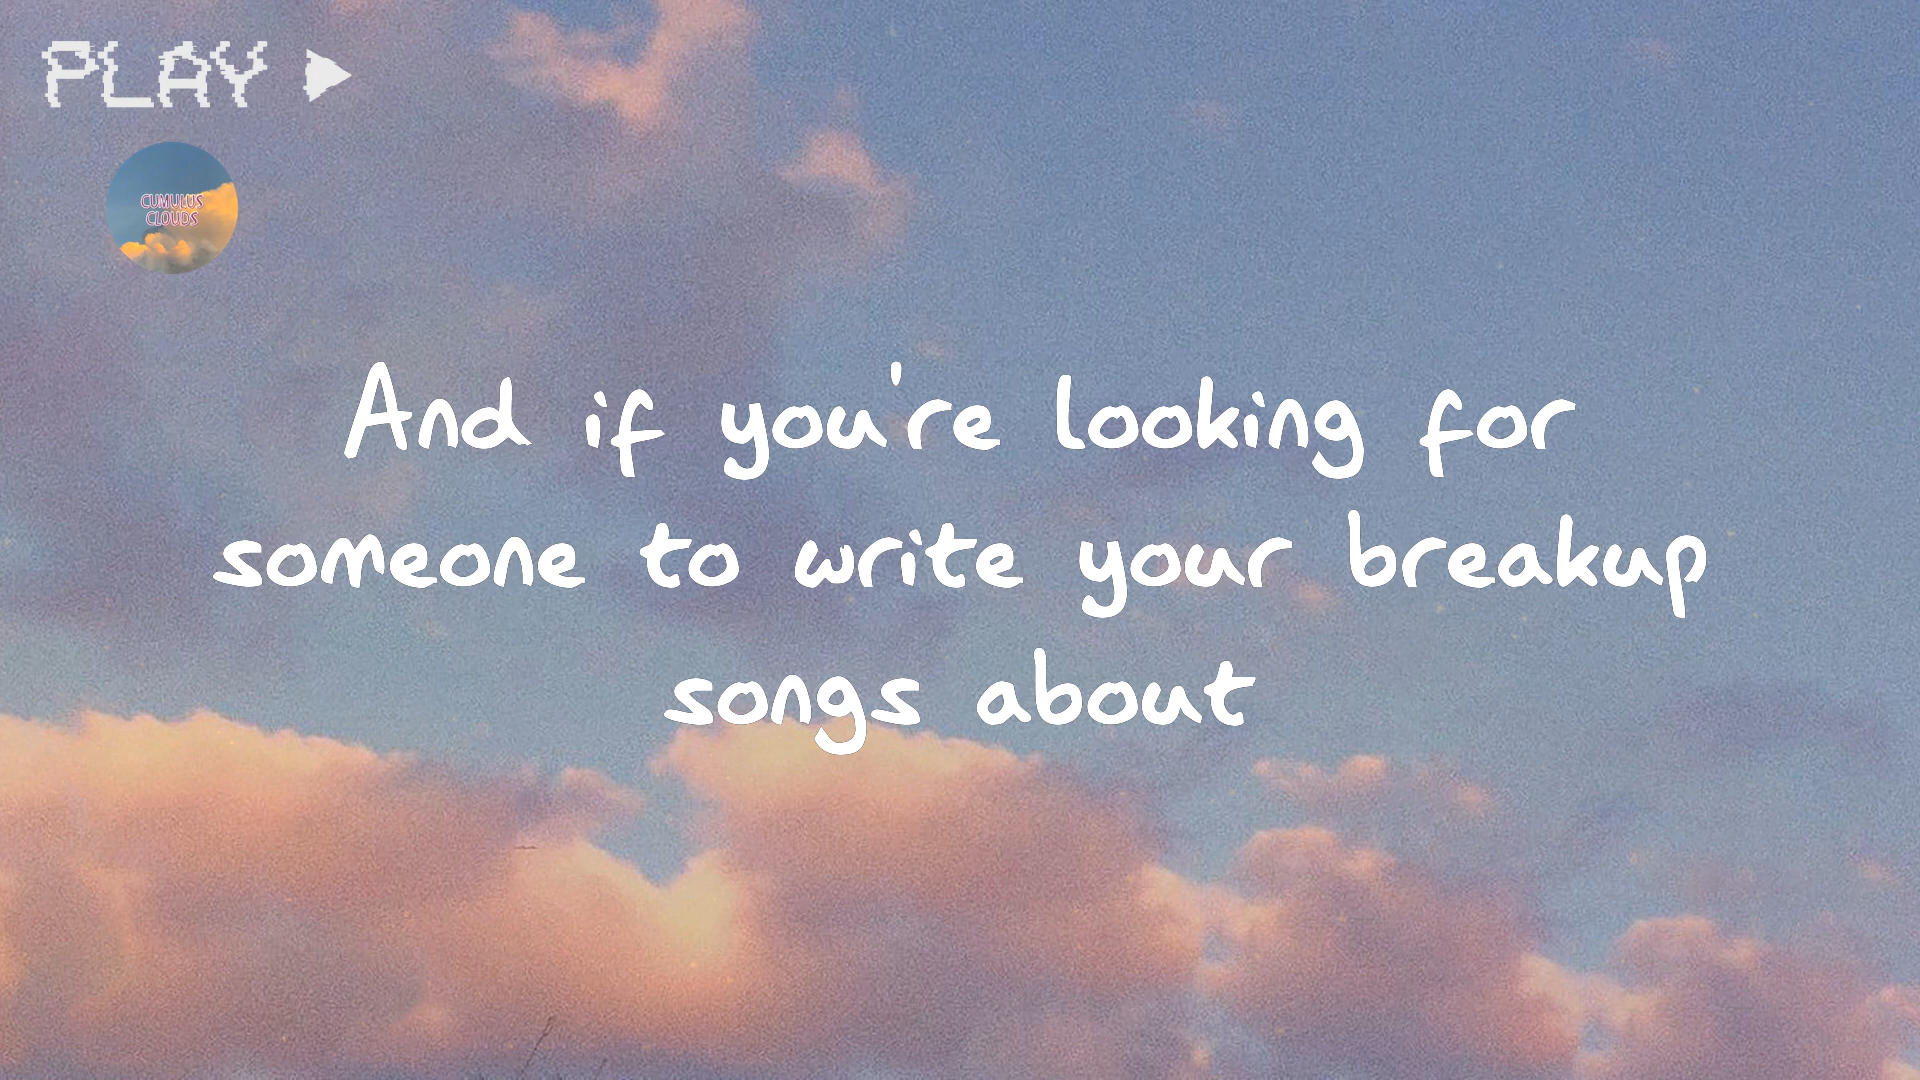 PLAY
CUMULUS
CLOUDS
And if you're looking for
someone to write your breakup
songs about